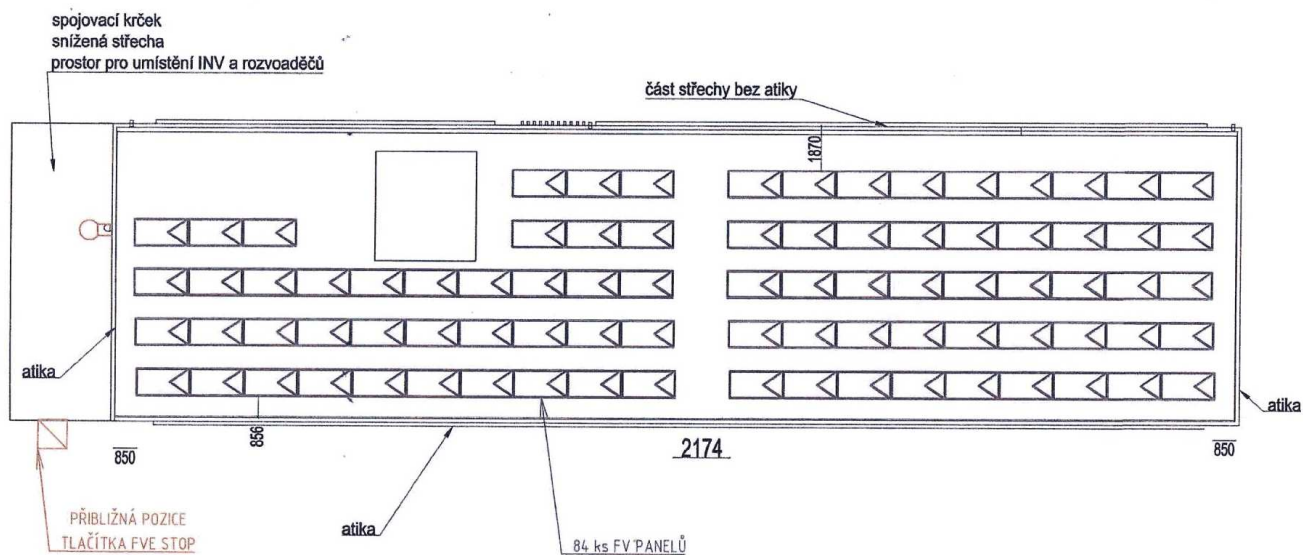 spojovací krček
snížená střecha
prostor pro umístění INV a rozvoaděčů
část střechy bez atiky
1870
atika
atika
856
850
2174
850
atika
PŘIBLIŽNÁ POZICE
TLAČÍTKA FVE STOP
84 ks FV PANELŮ